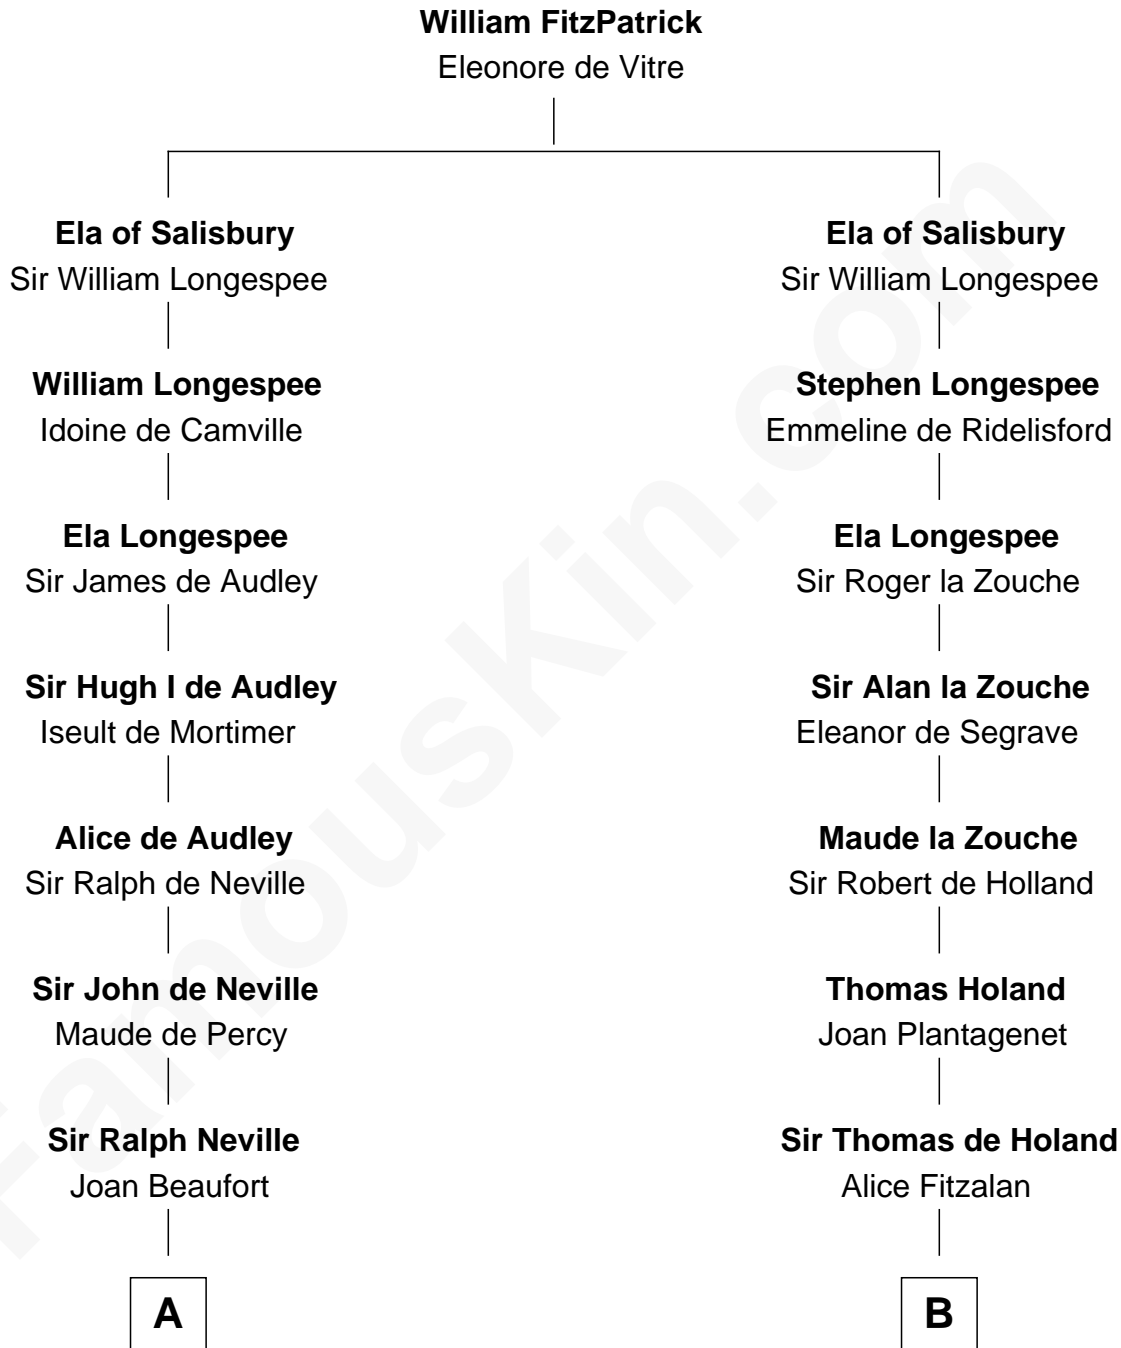 William FitzPatrick
Eleonore de Vitre
Ela of Salisbury
Sir William Longespee
Ela of Salisbury
Sir William Longespee
William Longespee
Idoine de Camville
Stephen Longespee
Emmeline de Ridelisford
Ela Longespee
Sir James de Audley
Ela Longespee
Sir Roger la Zouche
Sir Hugh I de Audley
Iseult de Mortimer
Sir Alan la Zouche
Eleanor de Segrave
Alice de Audley
Sir Ralph de Neville
Maude la Zouche
Sir Robert de Holland
Sir John de Neville
Maude de Percy
Thomas Holand
Joan Plantagenet
Sir Ralph Neville
Joan Beaufort
Sir Thomas de Holand
Alice Fitzalan
A
B
FamousKin.com